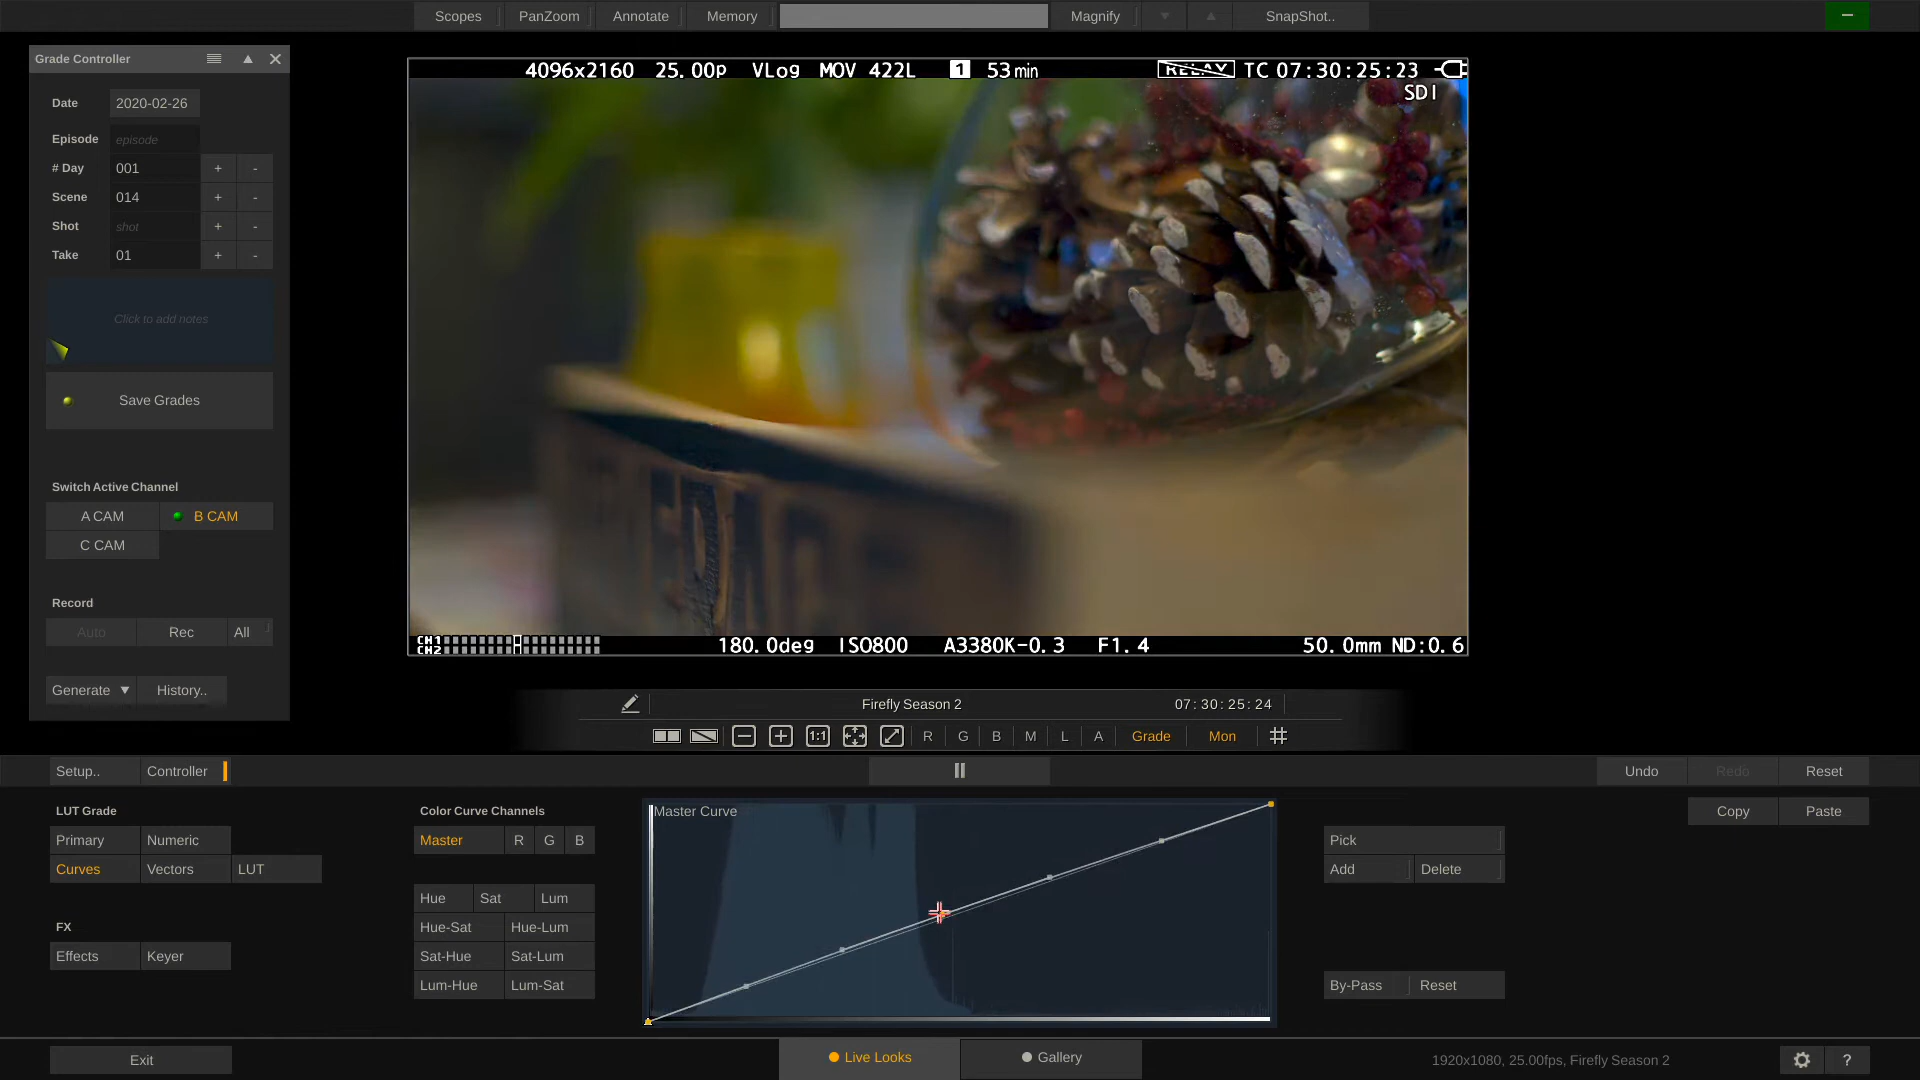 Scopes PanZoom Annotate Memory Magnify SnapShot..
Grade Controller
Date 2020-02-26
Episode episode
# Day 001 + -
Scene 014 + -
Shot shot + -
Take 01 + -
Click to add notes
Save Grades
Switch Active Channel
A CAM B CAM
C CAM
Record
Auto Rec All
Generate History..
4096x2160 25.00p VLog MOV 422L 1 53min RELAY TC 07:30:25:23
SDI
CH1
CH2
180.0deg ISO800 A3380K-0.3 F1.4 50.0mm ND:0.6
Firefly Season 2 07:30:25:24
1:1 R G B M L A Grade Mon
Setup.. Controller Undo Redo Reset
LUT Grade
Primary Numeric
Curves Vectors LUT
FX
Effects Keyer
Color Curve Channels
Master R G B
Hue Sat Lum
Hue-Sat Hue-Lum
Sat-Hue Sat-Lum
Lum-Hue Lum-Sat
Master Curve
Copy Paste
Pick
Add Delete
By-Pass Reset
Exit Live Looks Gallery 1920x1080, 25.00fps, Firefly Season 2 ?